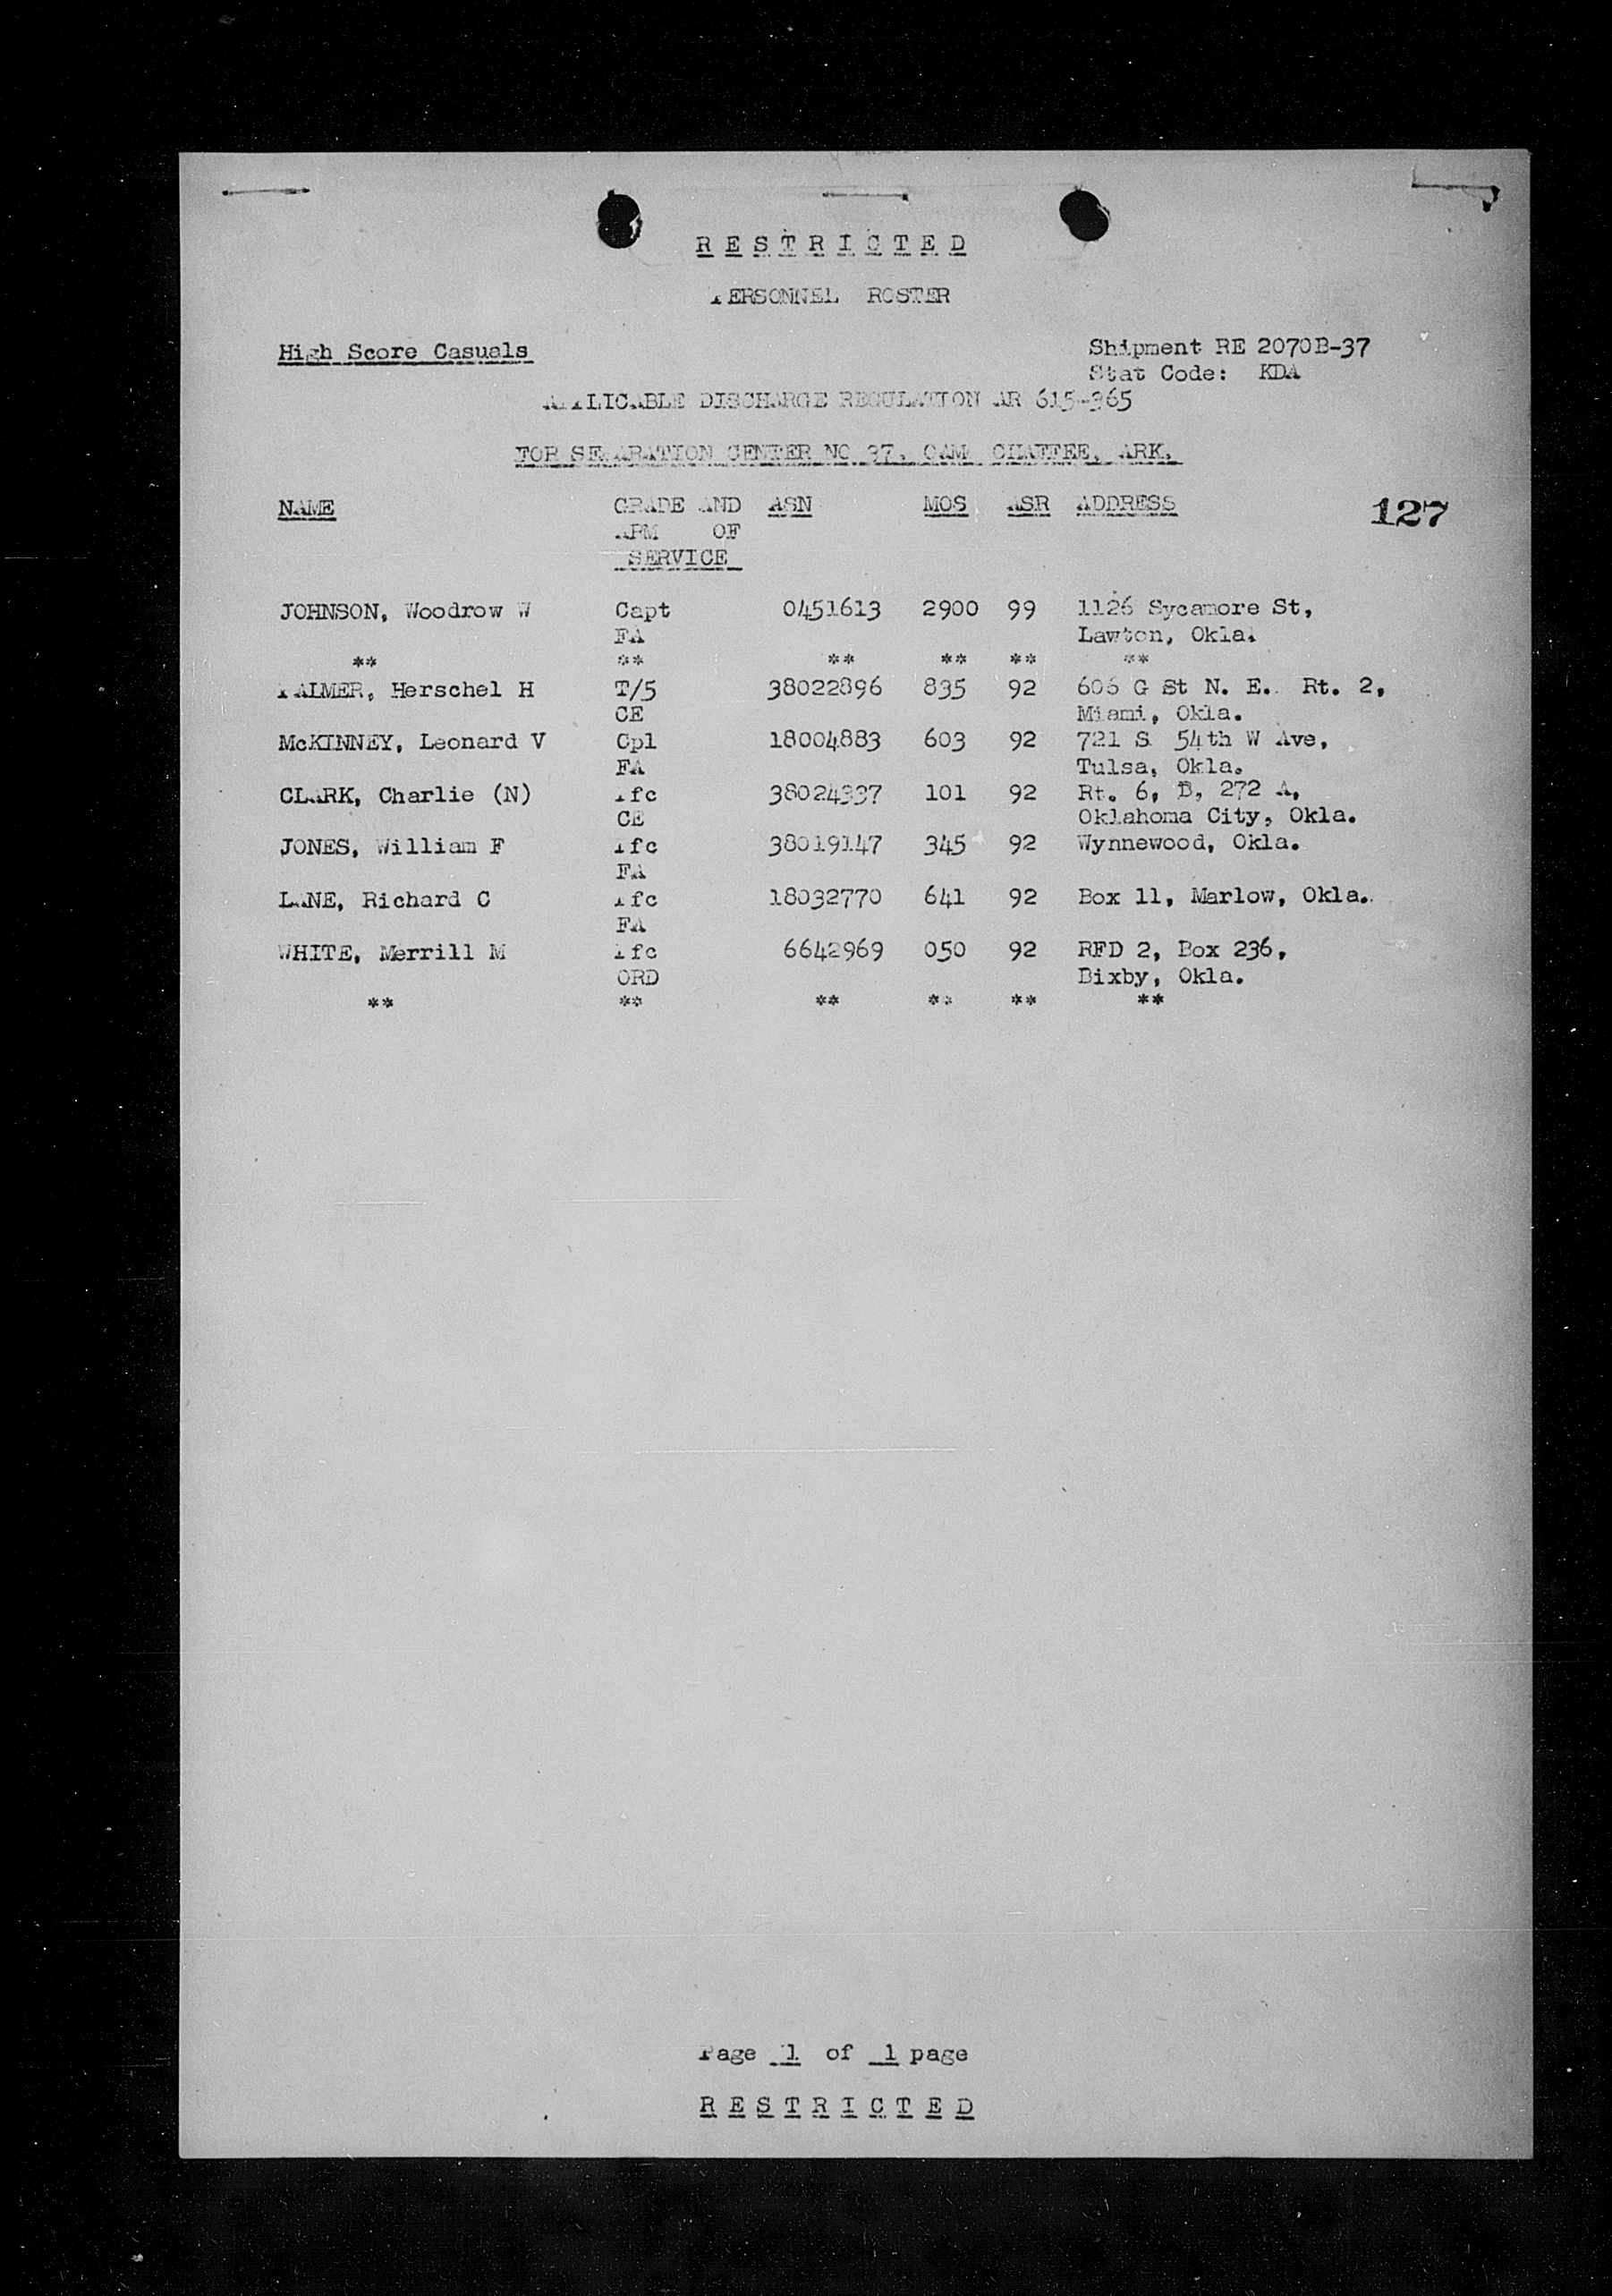 R E S T R I C T E D
PERSONNEL ROSTER
High Score Casuals
Shipment RE 2070B-37
Stat Code: KDA
APPLICABLE DISCHARGE REGULATION AR 615-365
FOR SEPARATION CENTER NO 37, CAMP CHAFFEE, ARK.
NAME GRADE AND ASN MOS ASR ADDRESS 127
ARM OF
SERVICE
JOHNSON, Woodrow W Capt 0451613 2900 99 1126 Sycamore St,
FA Lawton, Okla.
** ** ** ** ** **
PALMER, Herschel H T/5 38022896 835 92 606 G St N. E. Rt. 2,
CE Miami, Okla.
McKINNEY, Leonard V Cpl 18004883 603 92 721 S 54th W Ave,
FA Tulsa, Okla.
CLARK, Charlie (N) Pfc 38024337 101 92 Rt. 6, B, 272 A,
CE Oklahoma City, Okla.
JONES, William F Pfc 38019147 345 92 Wynnewood, Okla.
FA
LANE, Richard C Pfc 18032770 641 92 Box 11, Marlow, Okla.
FA
WHITE, Merrill M Pfc 6642969 050 92 RFD 2, Box 236,
ORD Bixby, Okla.
** ** ** ** ** **
Page 1 of 1 page
R E S T R I C T E D